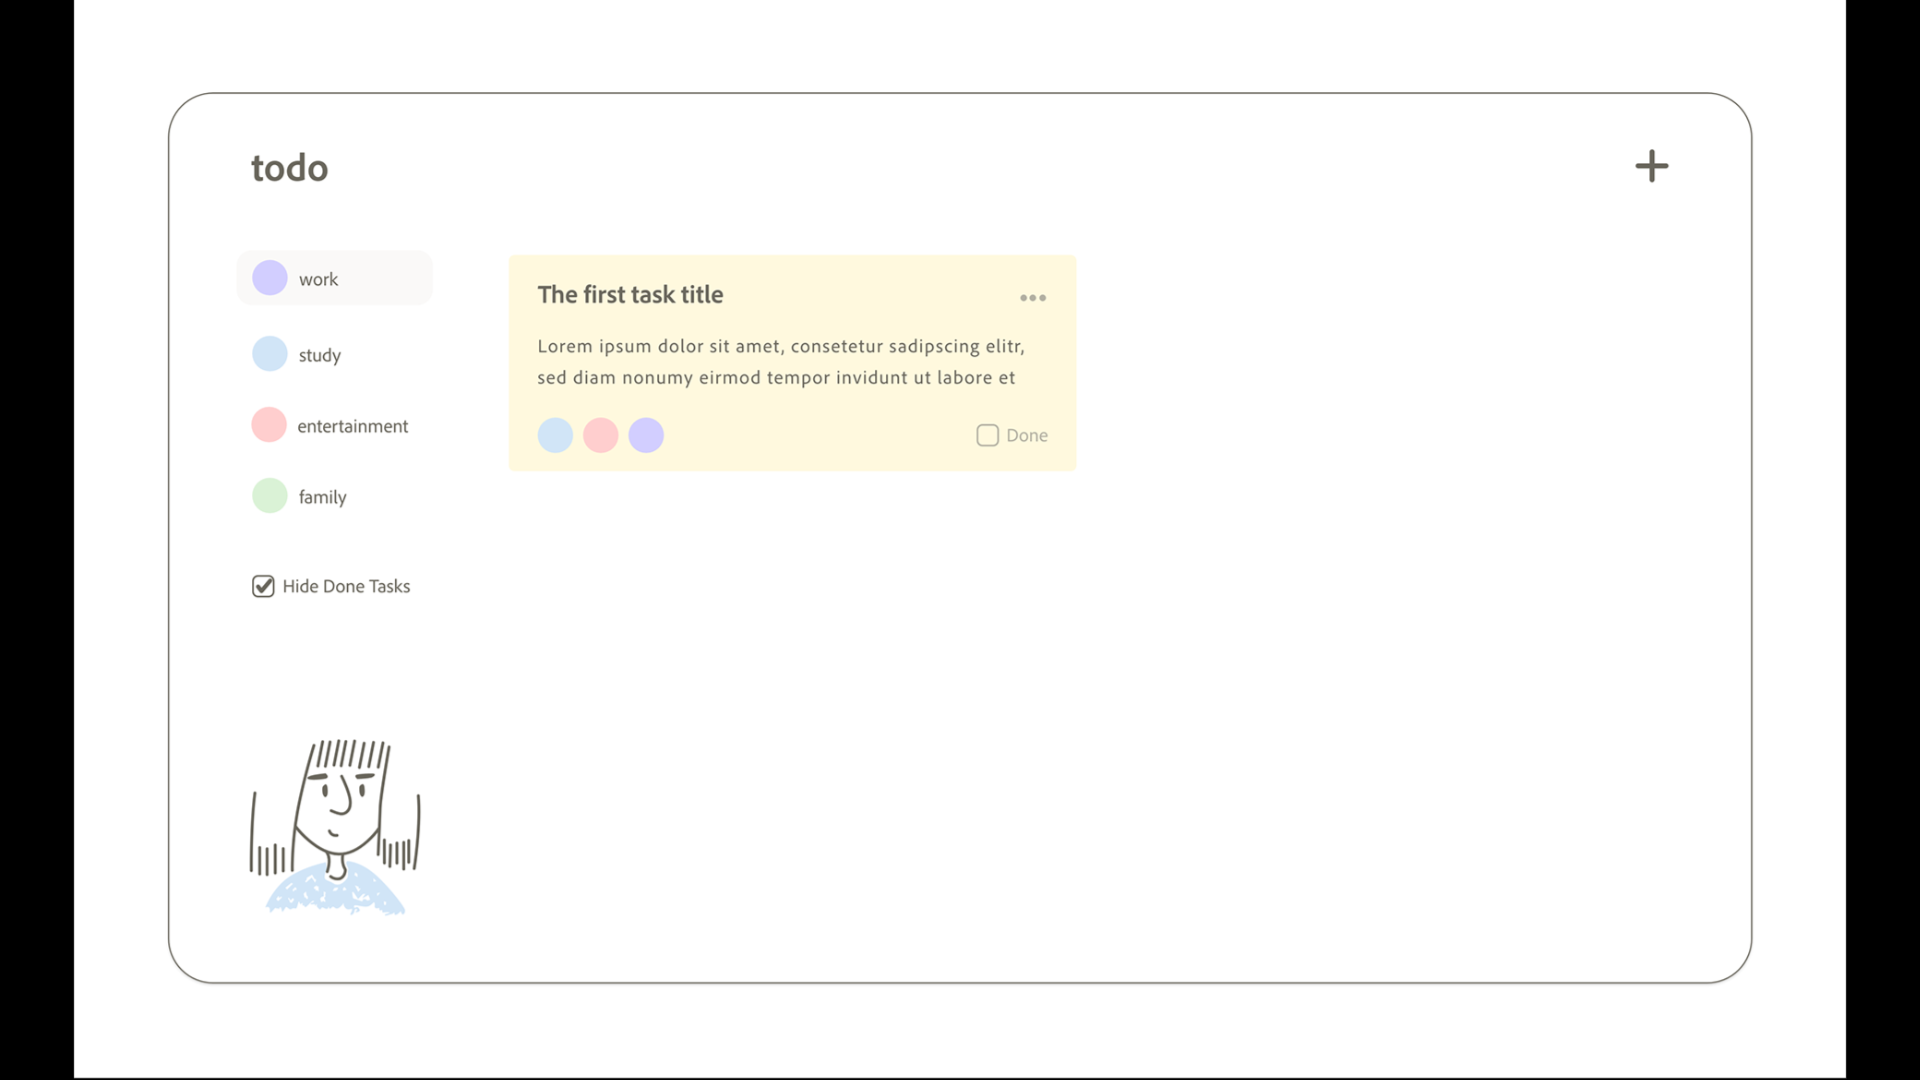 todo
work
study
entertainment
family
Hide Done Tasks
The first task title
Lorem ipsum dolor sit amet, consetetur sadipscing elitr,
sed diam nonumy eirmod tempor invidunt ut labore et
Done